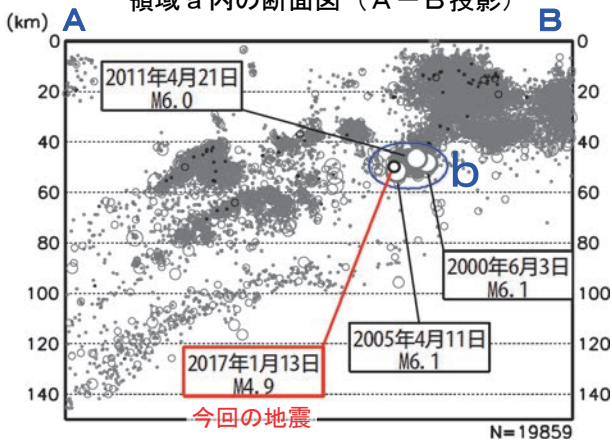 領域a内の断面図(A-B投影)
(km) A B
0 0
2011年4月21日
M6.0
20 20
40 40
b
60 60
80 80
2000年6月3日
M6.1
100 100
2005年4月11日
M6.1
120 120
2017年1月13日
M4.9
140 140
今回の地震
N=19859